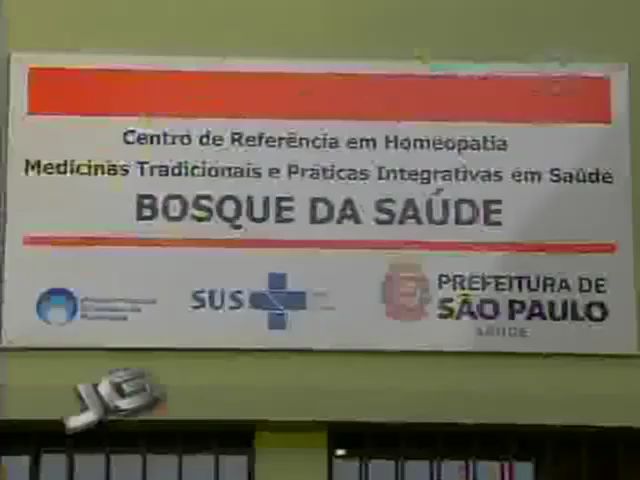 Centro de Referência em Homeopatia
Medicinas Tradicionais e Práticas Integrativas em Saúde
BOSQUE DA SAÚDE
SUS
PREFEITURA DE
SÃO PAULO
SAÚDE
JG